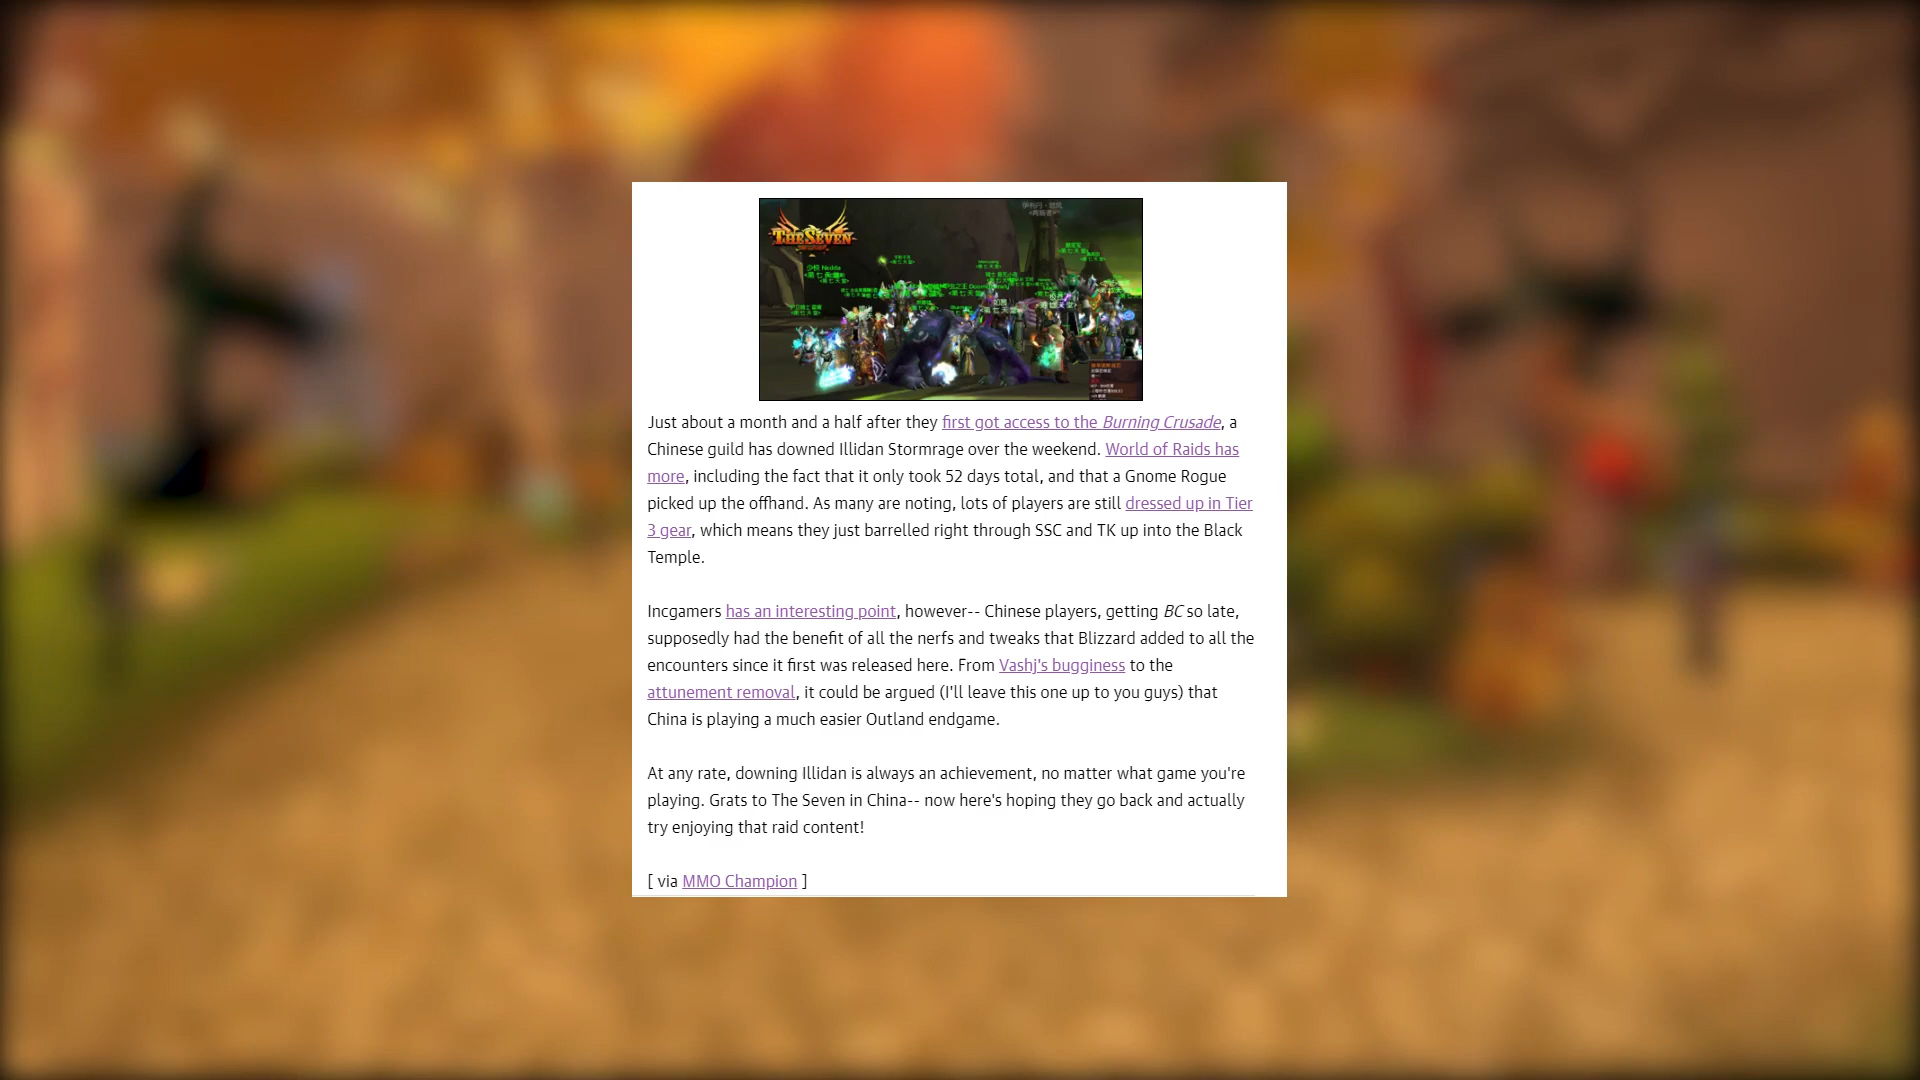 THE SEVEN
Just about a month and a half after they first got access to the Burning Crusade, a
Chinese guild has downed Illidan Stormrage over the weekend. World of Raids has
more, including the fact that it only took 52 days total, and that a Gnome Rogue
picked up the offhand. As many are noting, lots of players are still dressed up in Tier
3 gear, which means they just barrelled right through SSC and TK up into the Black
Temple.
Incgamers has an interesting point, however-- Chinese players, getting BC so late,
supposedly had the benefit of all the nerfs and tweaks that Blizzard added to all the
encounters since it first was released here. From Vashj's bugginess to the
attunement removal, it could be argued (I'll leave this one up to you guys) that
China is playing a much easier Outland endgame.
At any rate, downing Illidan is always an achievement, no matter what game you're
playing. Grats to The Seven in China-- now here's hoping they go back and actually
try enjoying that raid content!
[ via MMO Champion ]